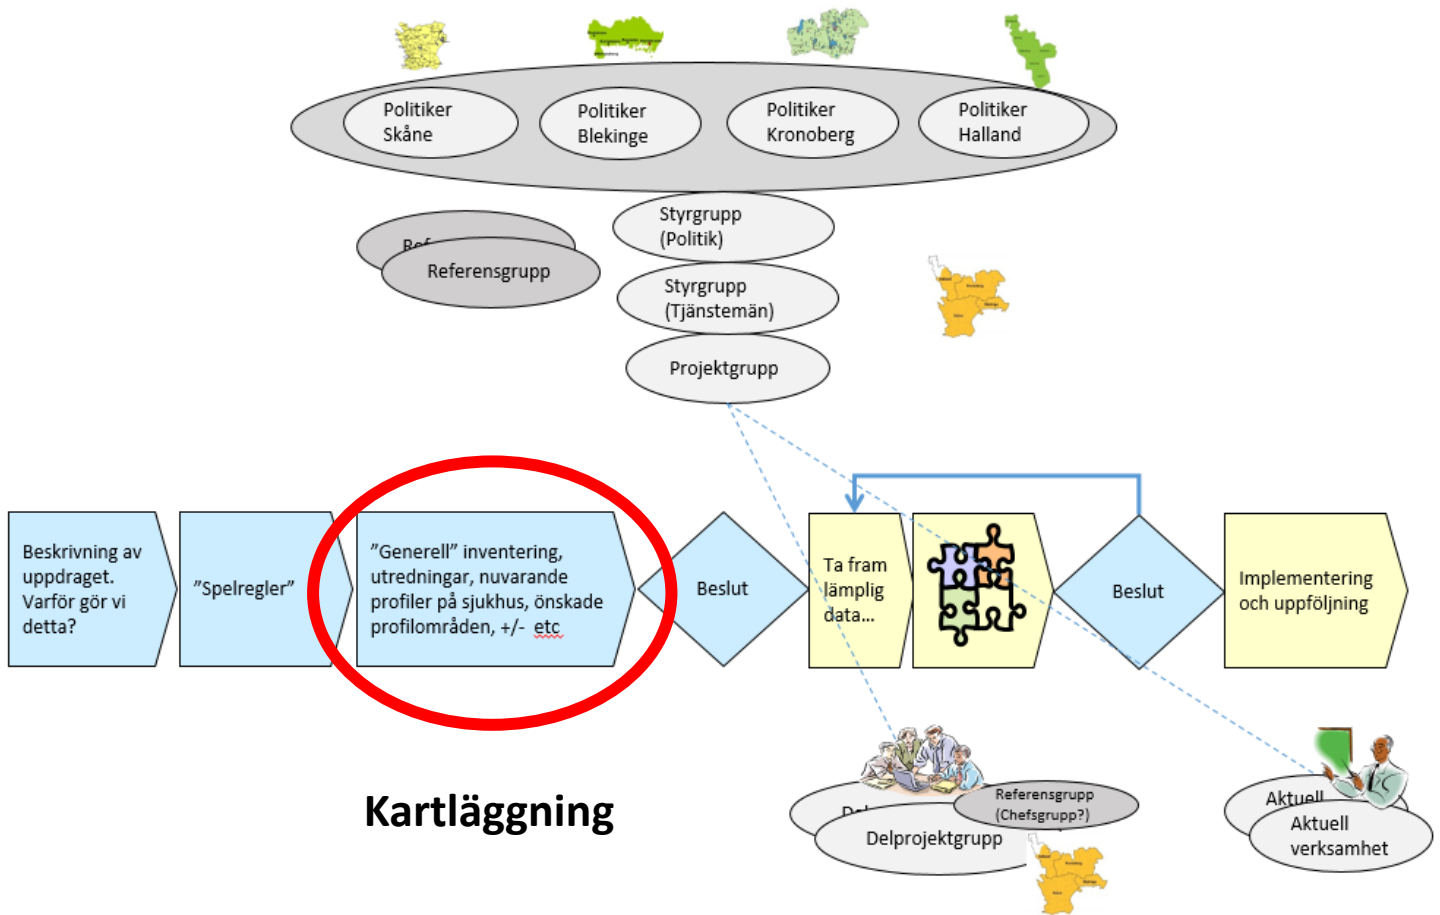 Politiker
Skåne
Politiker
Blekinge
Politiker
Kronoberg
Politiker
Halland
Styrgrupp
(Politik)
Referensgrupp
Styrgrupp
(Tjänstemän)
Projektgrupp
Beskrivning av
uppdraget.
Varför gör vi
detta?
”Spelregler”
”Generell” inventering,
utredningar, nuvarande
profiler på sjukhus, önskade
profilområden, +/- etc
Beslut
Ta fram
lämplig
data...
Beslut
Implementering
och uppföljning
Kartläggning
Referensgrupp
(Chefsgrupp?)
Delprojektgrupp
Aktuell
Aktuell
verksamhet